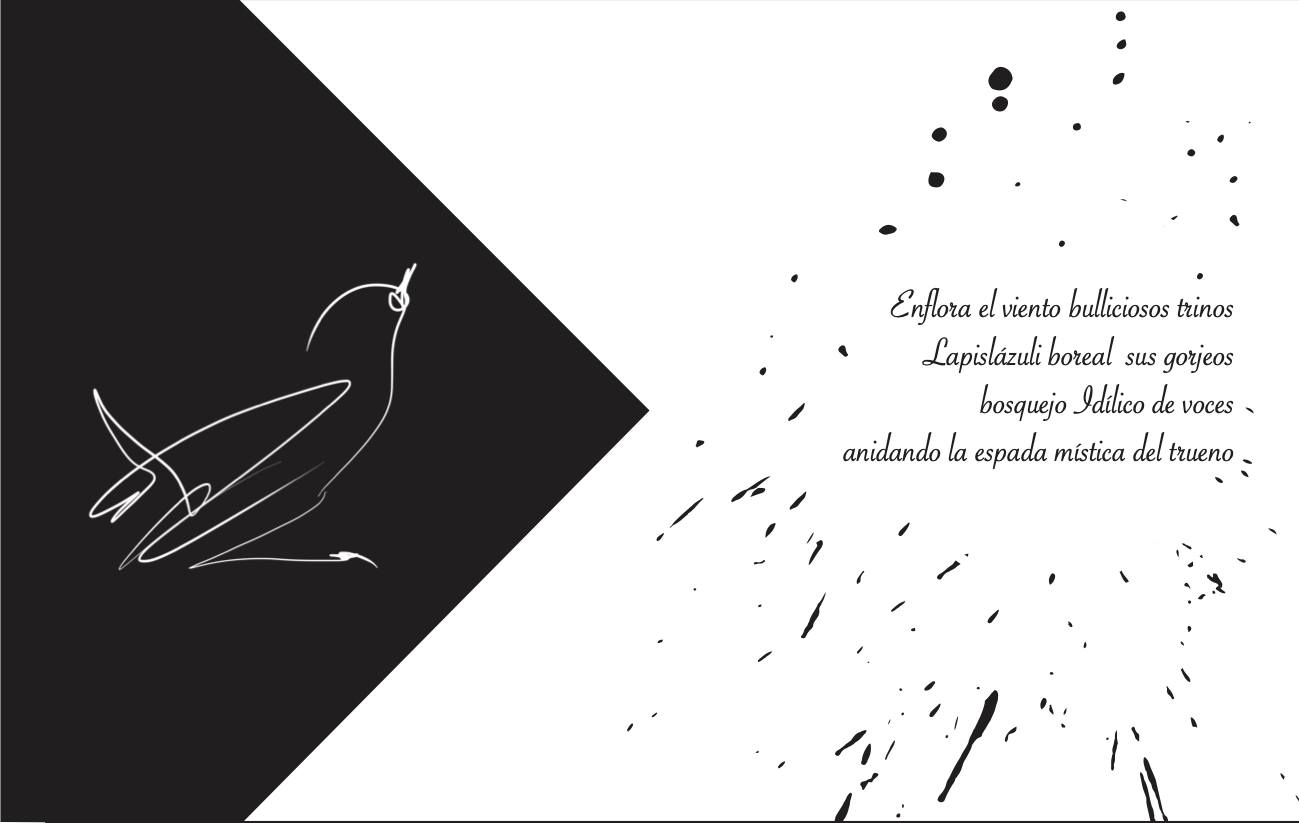 Enflora el viento bulliciosos trinos
Lapislázuli boreal  sus gorjeos
bosquejo Idílico de voces
anidando la espada mística del trueno